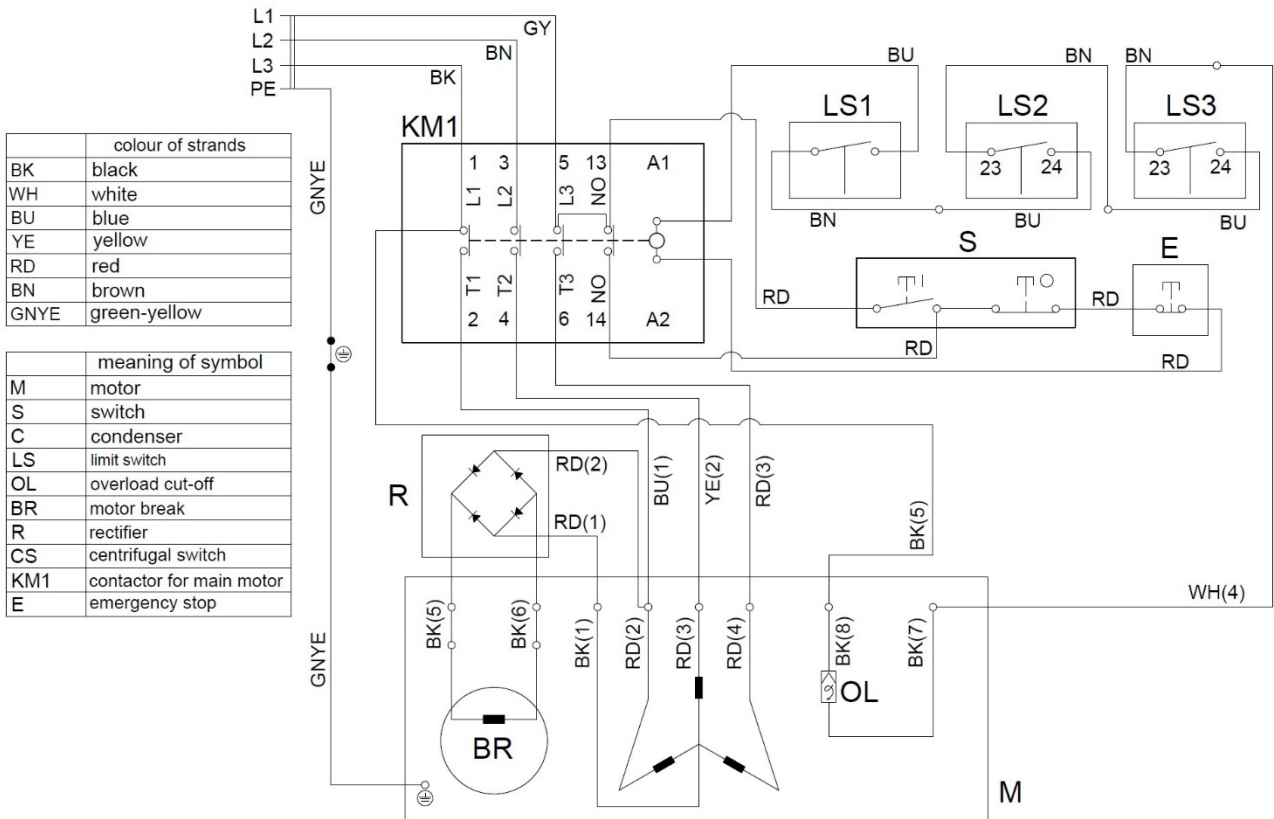 L1
L2
L3
PE
GY
BN
BK
BU
BN
BN
LS1
LS2
LS3
23 24
23 24
BN
BU
BU
KM1
1 3 5 13 A1
L1 L2 L3 NO
T1 T2 T3 NO
2 4 6 14 A2
S
E
I
RD
RD
RD
RD
colour of strands
BK black
WH white
BU blue
YE yellow
RD red
BN brown
GNYE green-yellow
GNYE
meaning of symbol
M motor
S switch
C condenser
LS limit switch
OL overload cut-off
BR motor break
R rectifier
CS centrifugal switch
KM1 contactor for main motor
E emergency stop
GNYE
R
RD(2)
RD(1)
BU(1)
YE(2)
RD(3)
BK(5)
WH(4)
BK(5)
BK(6)
BK(1)
RD(2)
RD(3)
RD(4)
BK(8)
BK(7)
OL
BR
M